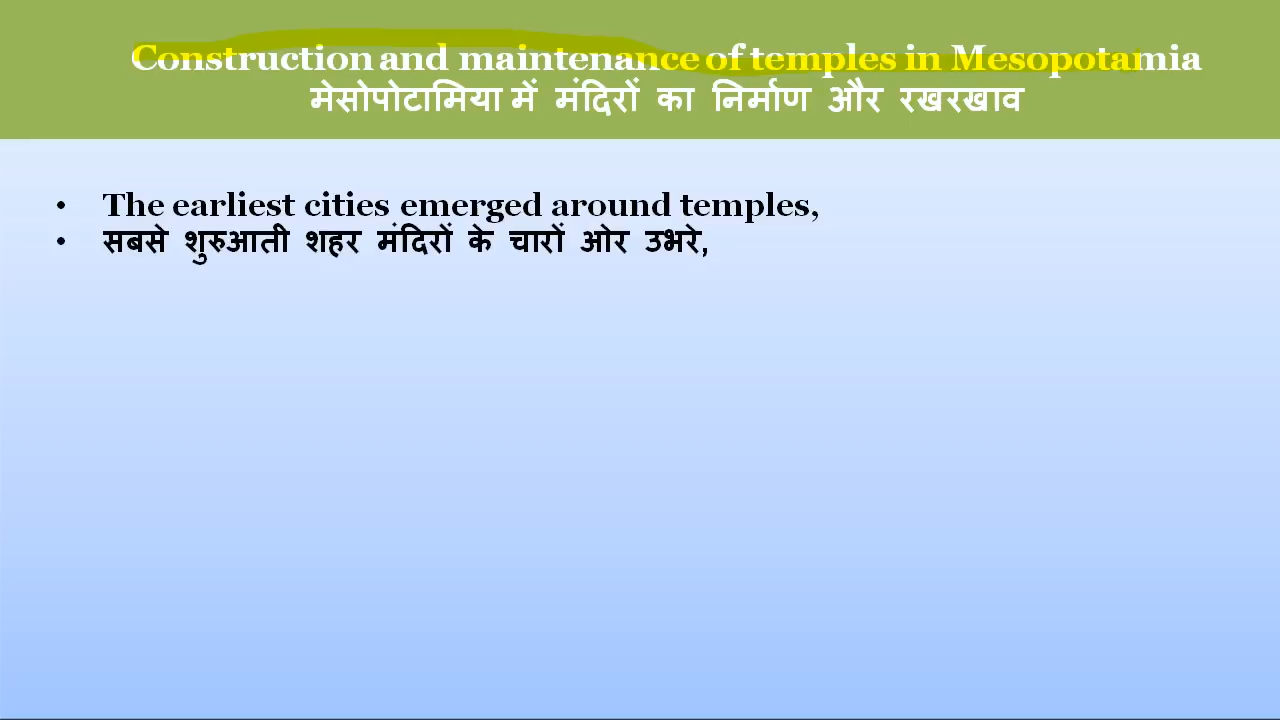 Construction and maintenance of temples in Mesopotamia
मेसोपोटामिया में मंदिरों का निर्माण और रखरखाव
• The earliest cities emerged around temples,
• सबसे शुरुआती शहर मंदिरों के चारों ओर उभरे,